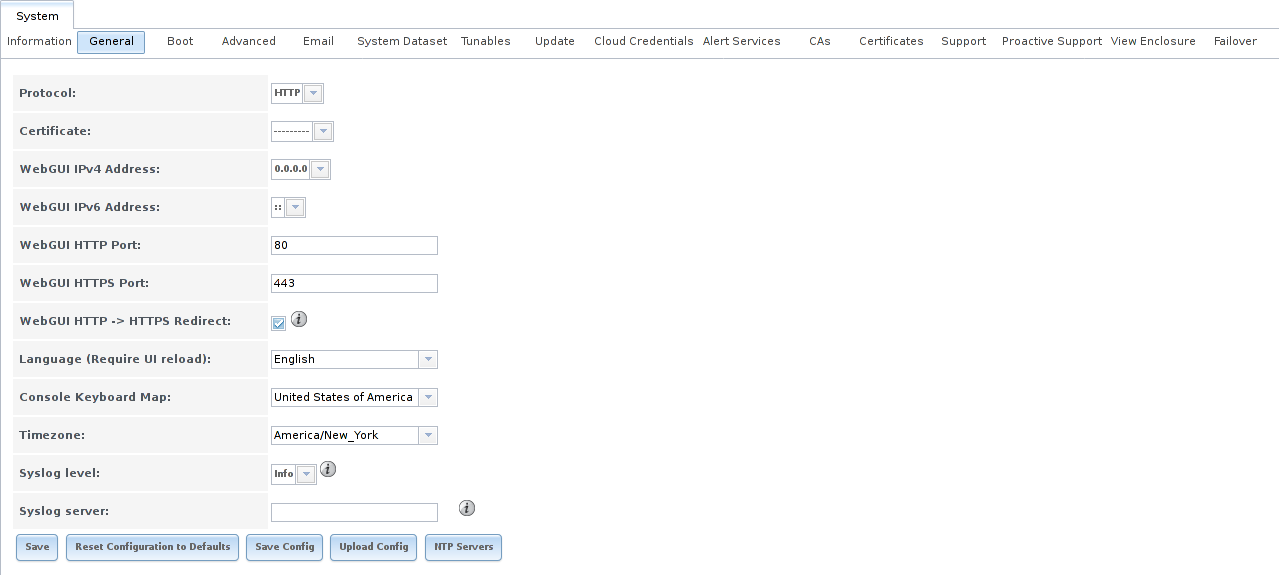 System
Information General Boot Advanced Email System Dataset Tunables Update Cloud Credentials Alert Services CAs Certificates Support Proactive Support View Enclosure Failover
Protocol: HTTP
Certificate: ---------
WebGUI IPv4 Address: 0.0.0.0
WebGUI IPv6 Address: ::
WebGUI HTTP Port: 80
WebGUI HTTPS Port: 443
WebGUI HTTP -> HTTPS Redirect: i
Language (Require UI reload): English
Console Keyboard Map: United States of America
Timezone: America/New_York
Syslog level: Info i
Syslog server: i
Save Reset Configuration to Defaults Save Config Upload Config NTP Servers